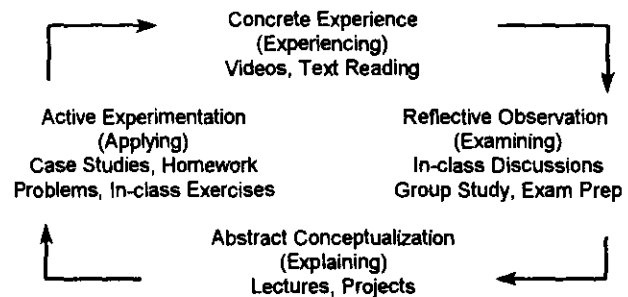 Concrete Experience
(Experiencing)
Videos, Text Reading
Active Experimentation
(Applying)
Case Studies, Homework
Problems, In-class Exercises
Reflective Observation
(Examining)
In-class Discussions
Group Study, Exam Prep
Abstract Conceptualization
(Explaining)
Lectures, Projects